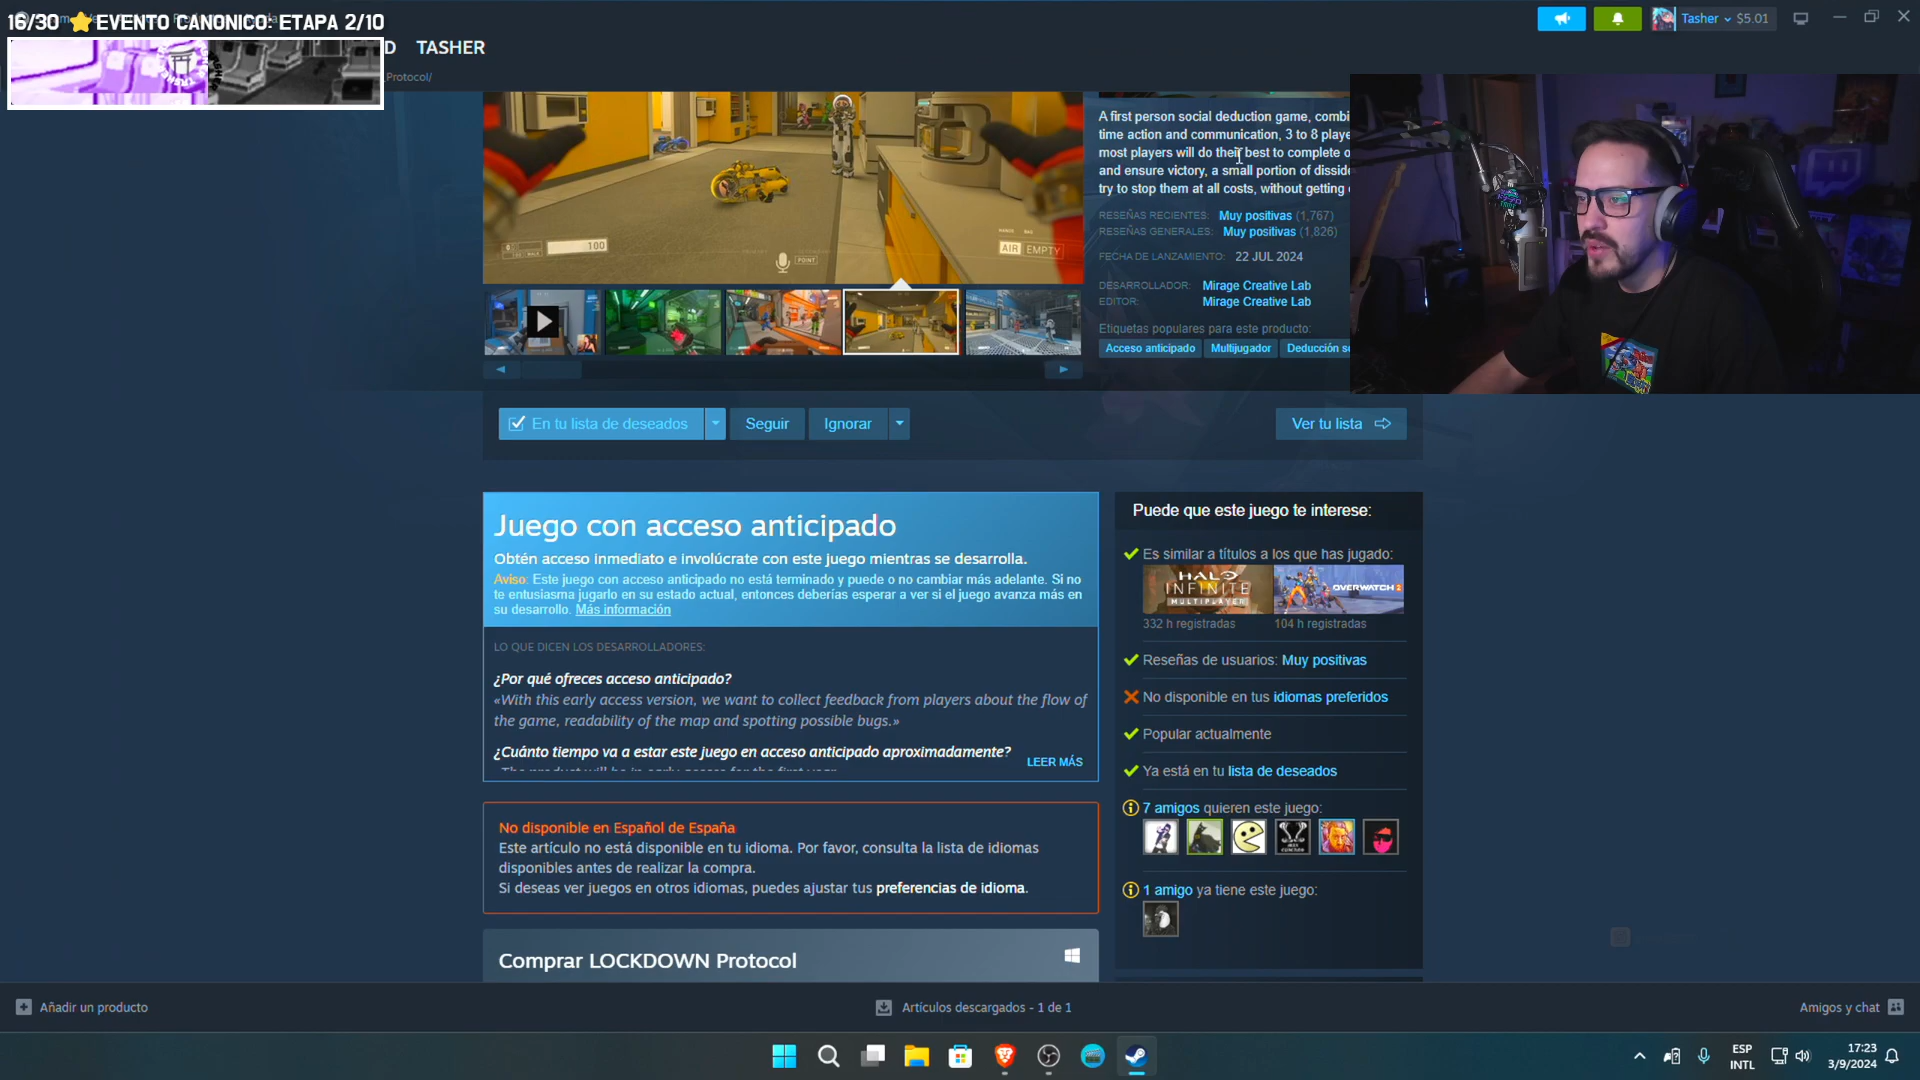 16/30 ⭐EVENTO CANONICO: ETAPA 2/10
TASHER
Protocol/
Tasher $5.01
A first person social deduction game, combi
time action and communication, 3 to 8 playe
most players will do their best to complete o
and ensure victory, a small portion of disside
try to stop them at all costs, without getting
RESEÑAS RECIENTES: Muy positivas (1,767)
RESEÑAS GENERALES: Muy positivas (1,826)
FECHA DE LANZAMIENTO: 22 JUL 2024
DESARROLLADOR: Mirage Creative Lab
EDITOR: Mirage Creative Lab
Etiquetas populares para este producto:
Acceso anticipado Multijugador Deducción s
100
POINT
AIR EMPTY
En tu lista de deseados Seguir Ignorar Ver tu lista
Juego con acceso anticipado
Obtén acceso inmediato e involúcrate con este juego mientras se desarrolla.
Aviso: Este juego con acceso anticipado no está terminado y puede o no cambiar más adelante. Si no
te entusiasma jugarlo en su estado actual, entonces deberías esperar a ver si el juego avanza más en
su desarrollo. Más información
LO QUE DICEN LOS DESARROLLADORES:
¿Por qué ofreces acceso anticipado?
«With this early access version, we want to collect feedback from players about the flow of
the game, readability of the map and spotting possible bugs.»
¿Cuánto tiempo va a estar este juego en acceso anticipado aproximadamente?
LEER MÁS
No disponible en Español de España
Este artículo no está disponible en tu idioma. Por favor, consulta la lista de idiomas
disponibles antes de realizar la compra.
Si deseas ver juegos en otros idiomas, puedes ajustar tus preferencias de idioma.
Comprar LOCKDOWN Protocol
Puede que este juego te interese:
Es similar a títulos a los que has jugado:
HALO
INFINITE
MULTIPLAYER
OVERWATCH 2
332 h registradas 104 h registradas
Reseñas de usuarios: Muy positivas
No disponible en tus idiomas preferidos
Popular actualmente
Ya está en tu lista de deseados
7 amigos quieren este juego:
1 amigo ya tiene este juego:
Añadir un producto
Artículos descargados - 1 de 1
Amigos y chat
ESP
INTL
17:23
3/9/2024